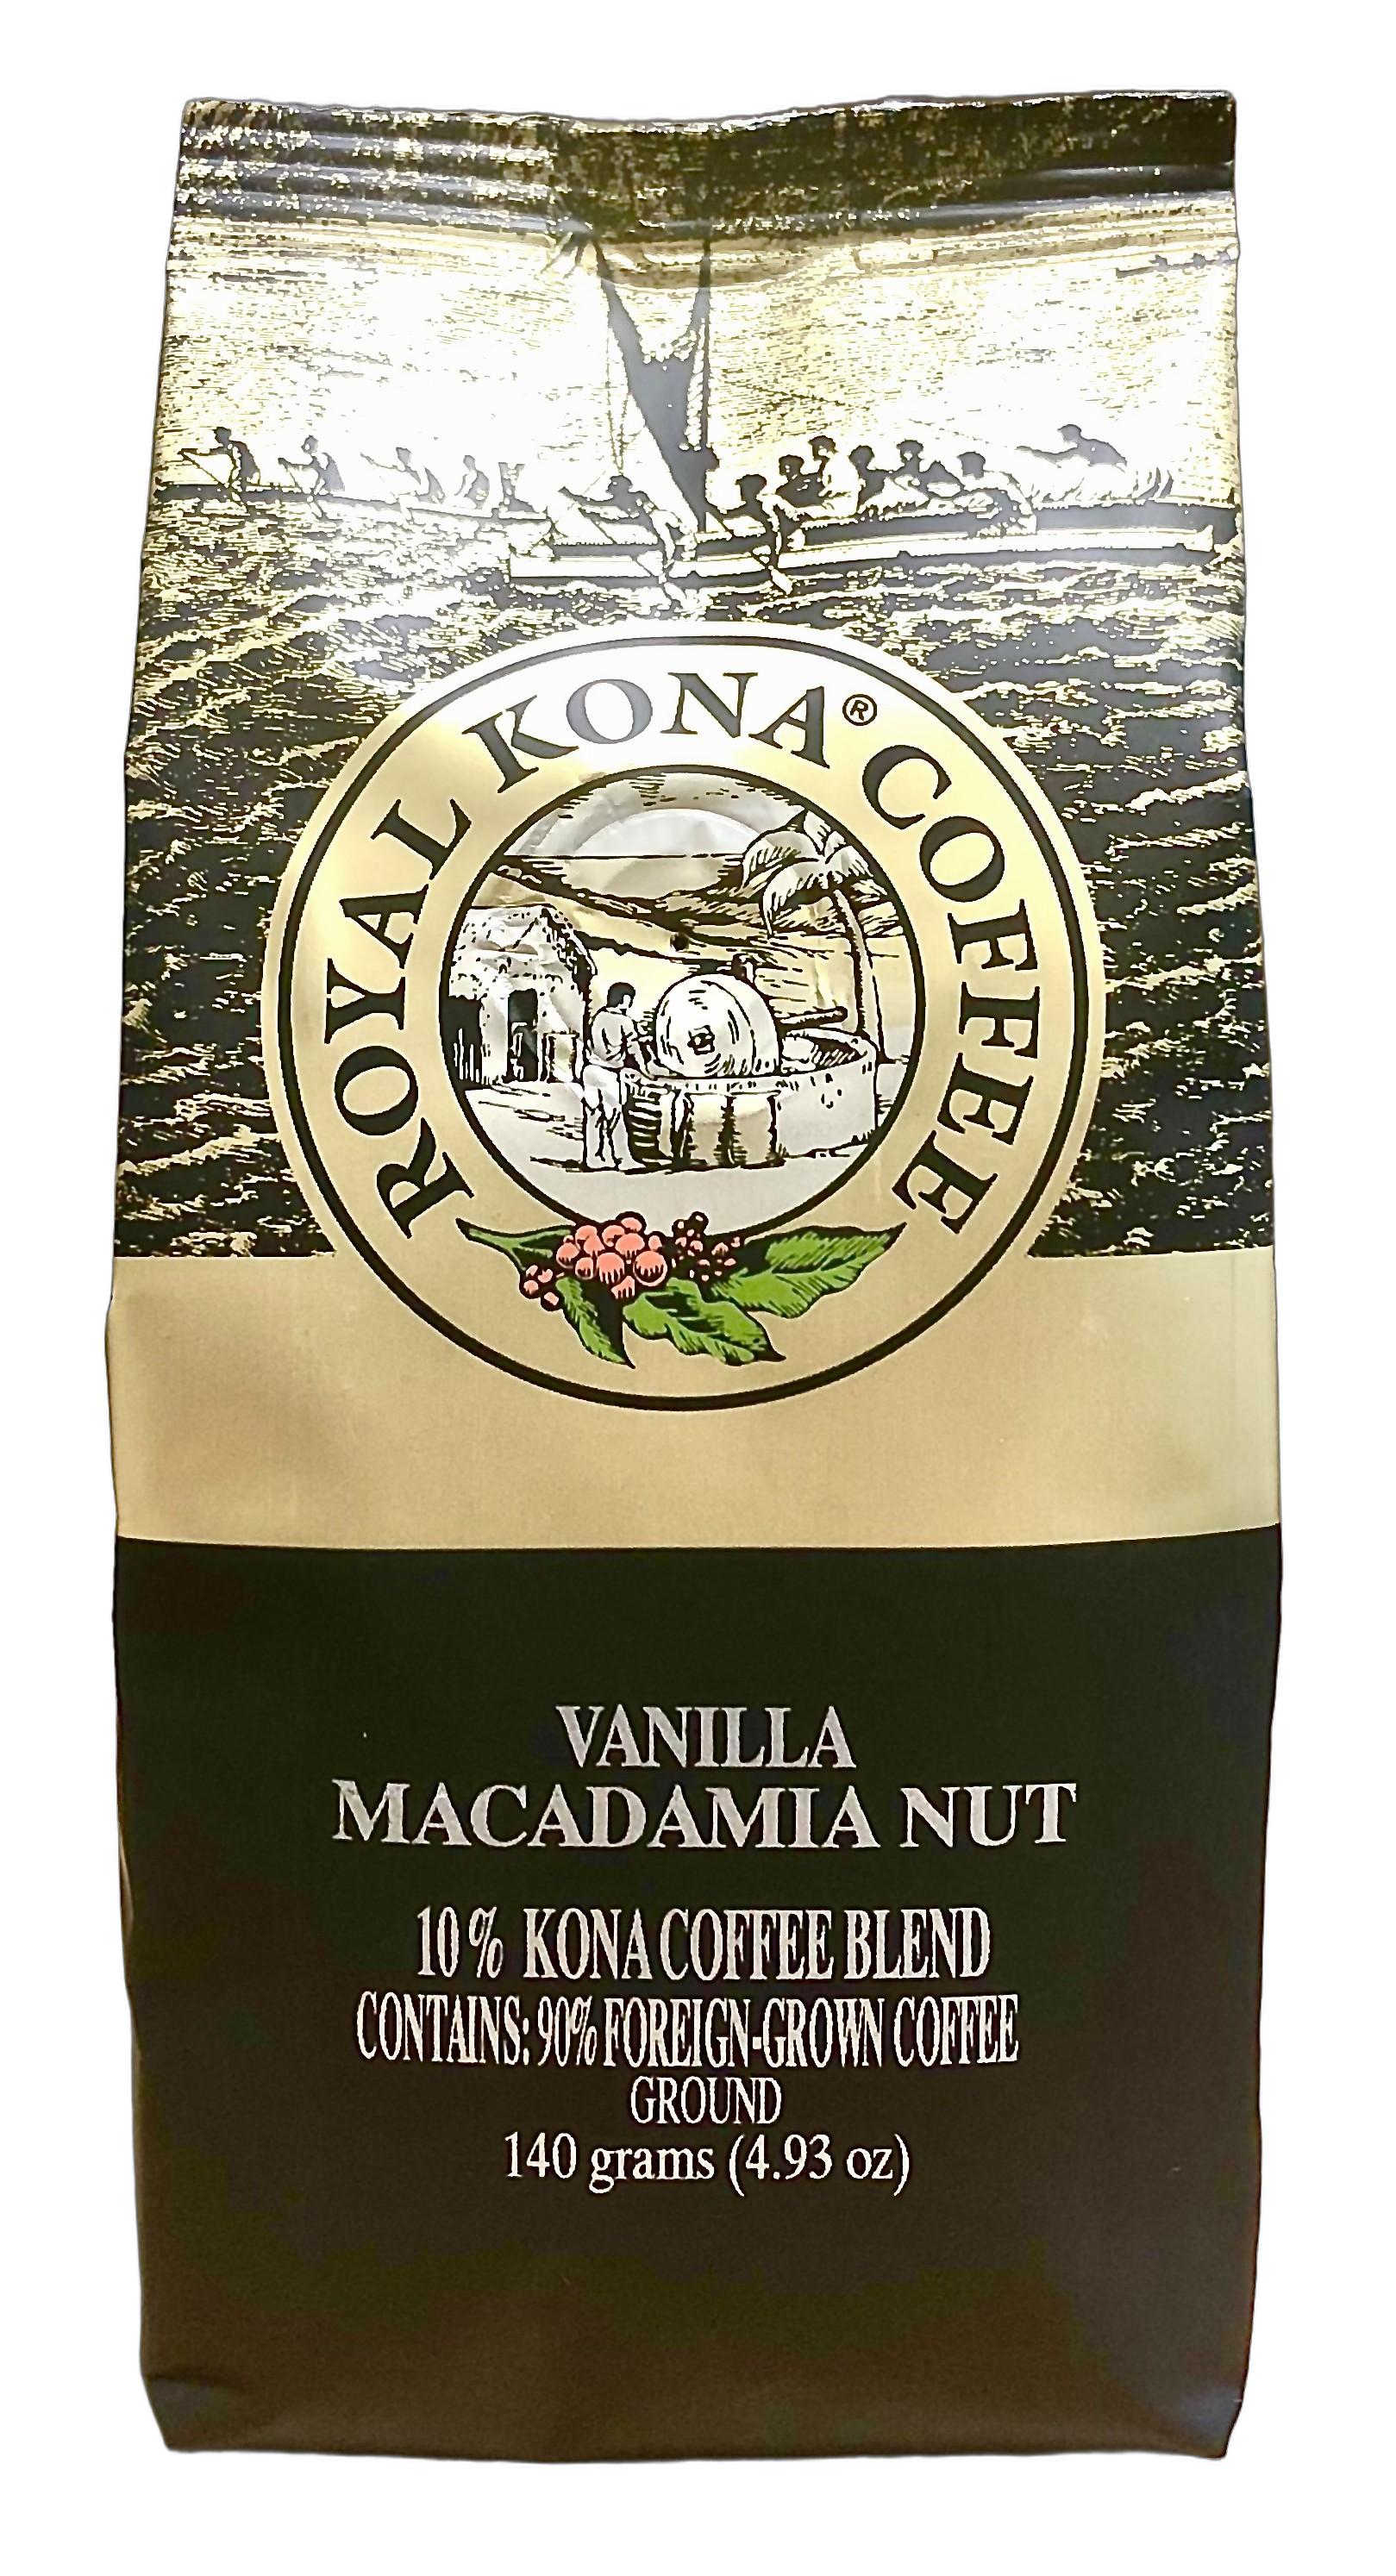 ROYAL KONA® COFFEE
VANILLA
MACADAMIA NUT
10% KONA COFFEE BLEND
CONTAINS: 90% FOREIGN-GROWN COFFEE
GROUND
140 grams (4.93 oz)